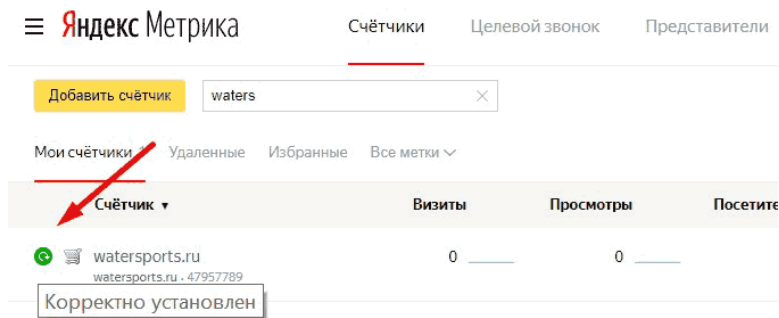 Яндекс Метрика Счётчики Целевой звонок Представители
Добавить счётчик waters
Мои счётчики Удаленные Избранные Все метки
Счётчик Визиты Просмотры Посетите
watersports.ru 0 0
watersports.ru • 47957789
Корректно установлен